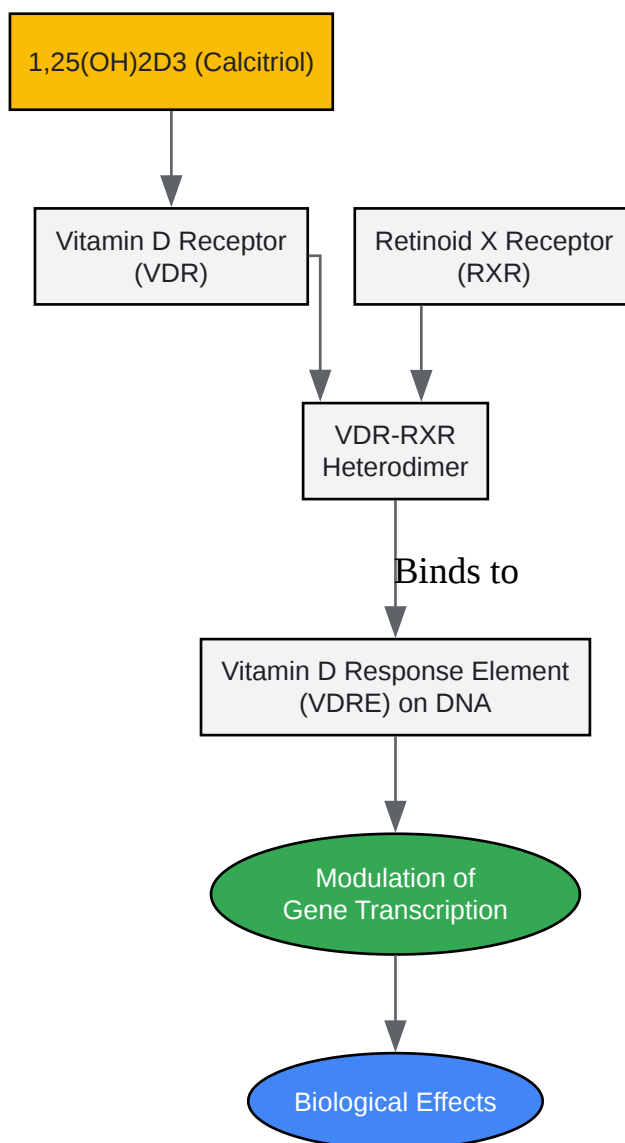 1,25(OH)2D3 (Calcitriol)
Vitamin D Receptor
(VDR)
Retinoid X Receptor
(RXR)
VDR-RXR
Heterodimer
Binds to
Vitamin D Response Element
(VDRE) on DNA
Modulation of
Gene Transcription
Biological Effects